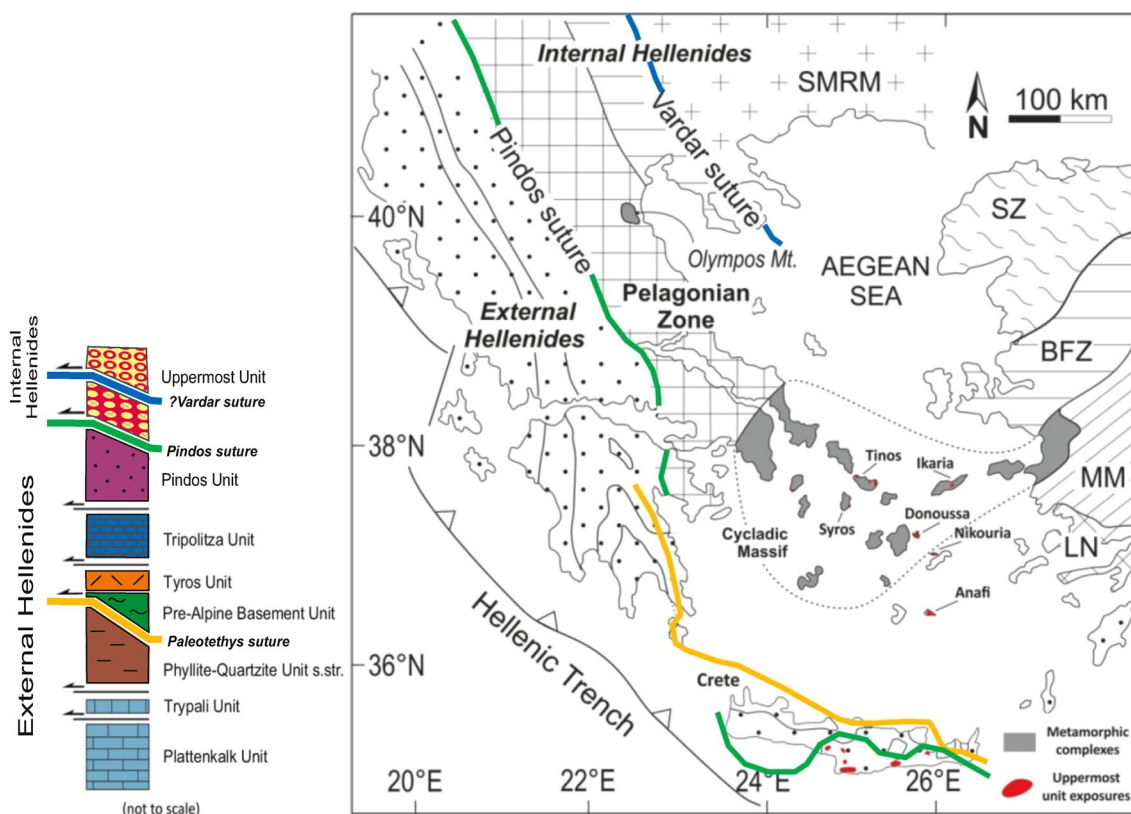 Internal
Hellenides
External Hellenides
Uppermost Unit
?Vardar suture
Pindos suture
Pindos Unit
Tripolitza Unit
Tyros Unit
Pre-Alpine Basement Unit
Paleotethys suture
Phyllite-Quartzite Unit s.str.
Trypali Unit
Plattenkalk Unit
(not to scale)
Internal Hellenides
SMRM
100 km
N
Vardar suture
Pindos suture
40°N
SZ
Olympos Mt.
AEGEAN
SEA
Pelagonian
Zone
External
Hellenides
BFZ
38°N
Tinos
Ikaria
MM
Donoussa
Syros
Nikouria
Cycladic
Massif
LN
Anafi
Hellenic Trench
36°N
Crete
Metamorphic
complexes
Uppermost
unit exposures
20°E
22°E
24°E
26°E